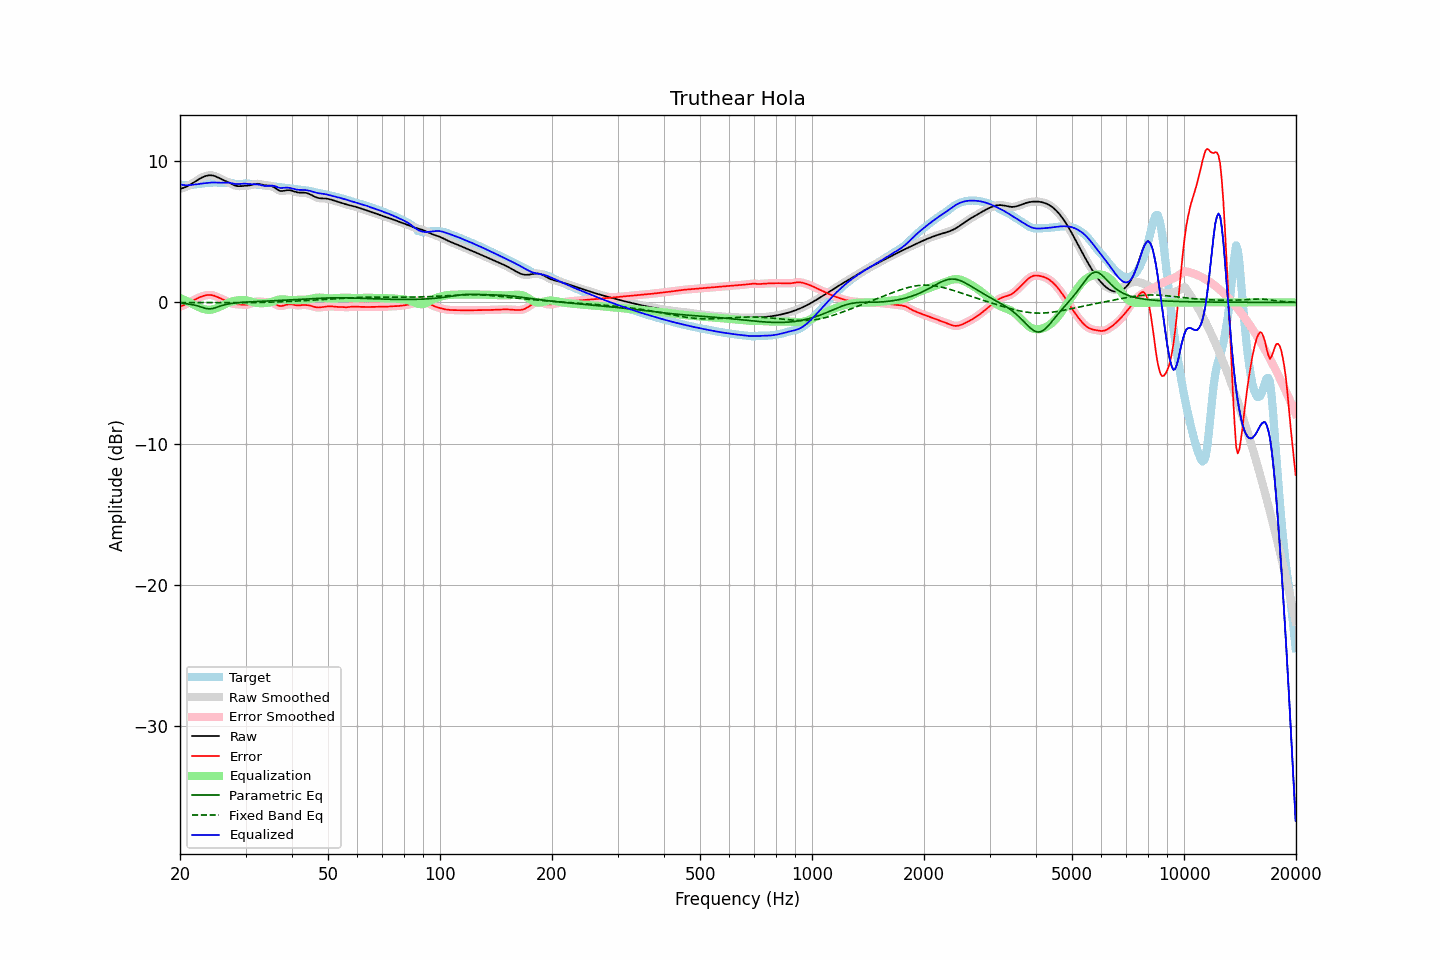 Truthear Hola
10
0
−10
−20
−30
Amplitude (dBr)
Target
Raw Smoothed
Error Smoothed
Raw
Error
Equalization
Parametric Eq
Fixed Band Eq
Equalized
20 50 100 200 500 1000 2000 5000 10000 20000
Frequency (Hz)